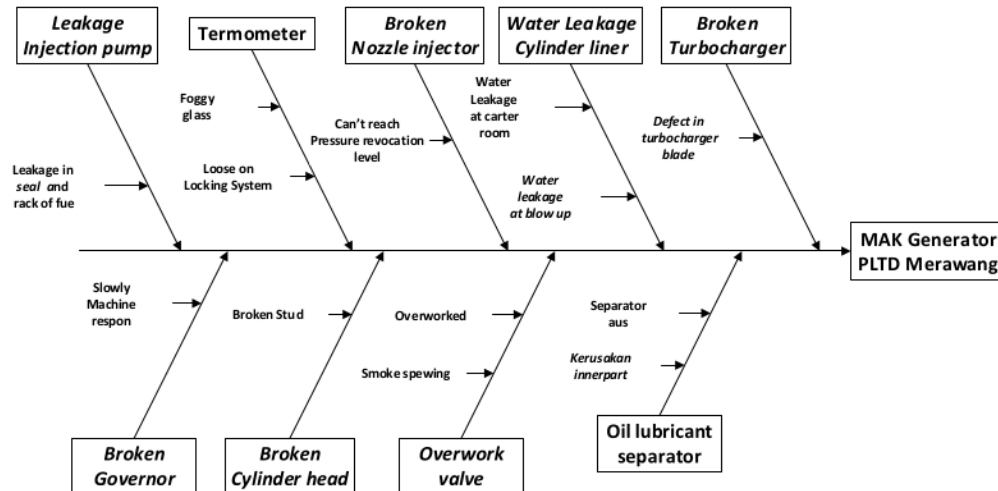 Leakage
Injection pump
Termometer
Broken
Nozzle injector
Water Leakage
Cylinder liner
Broken
Turbocharger
Foggy
glass
Loose on
Locking System
Leakage in
seal and
rack of fue
Can't reach
Pressure revocation
level
Water
Leakage
at carter
room
Water
leakage
at blow up
Defect in
turbocharger
blade
MAK Generator
PLTD Merawang
Slowly
Machine
respon
Broken Stud
Overworked
Smoke spewing
Separator
aus
Kerusakan
innerpart
Broken
Governor
Broken
Cylinder head
Overwork
valve
Oil lubricant
separator